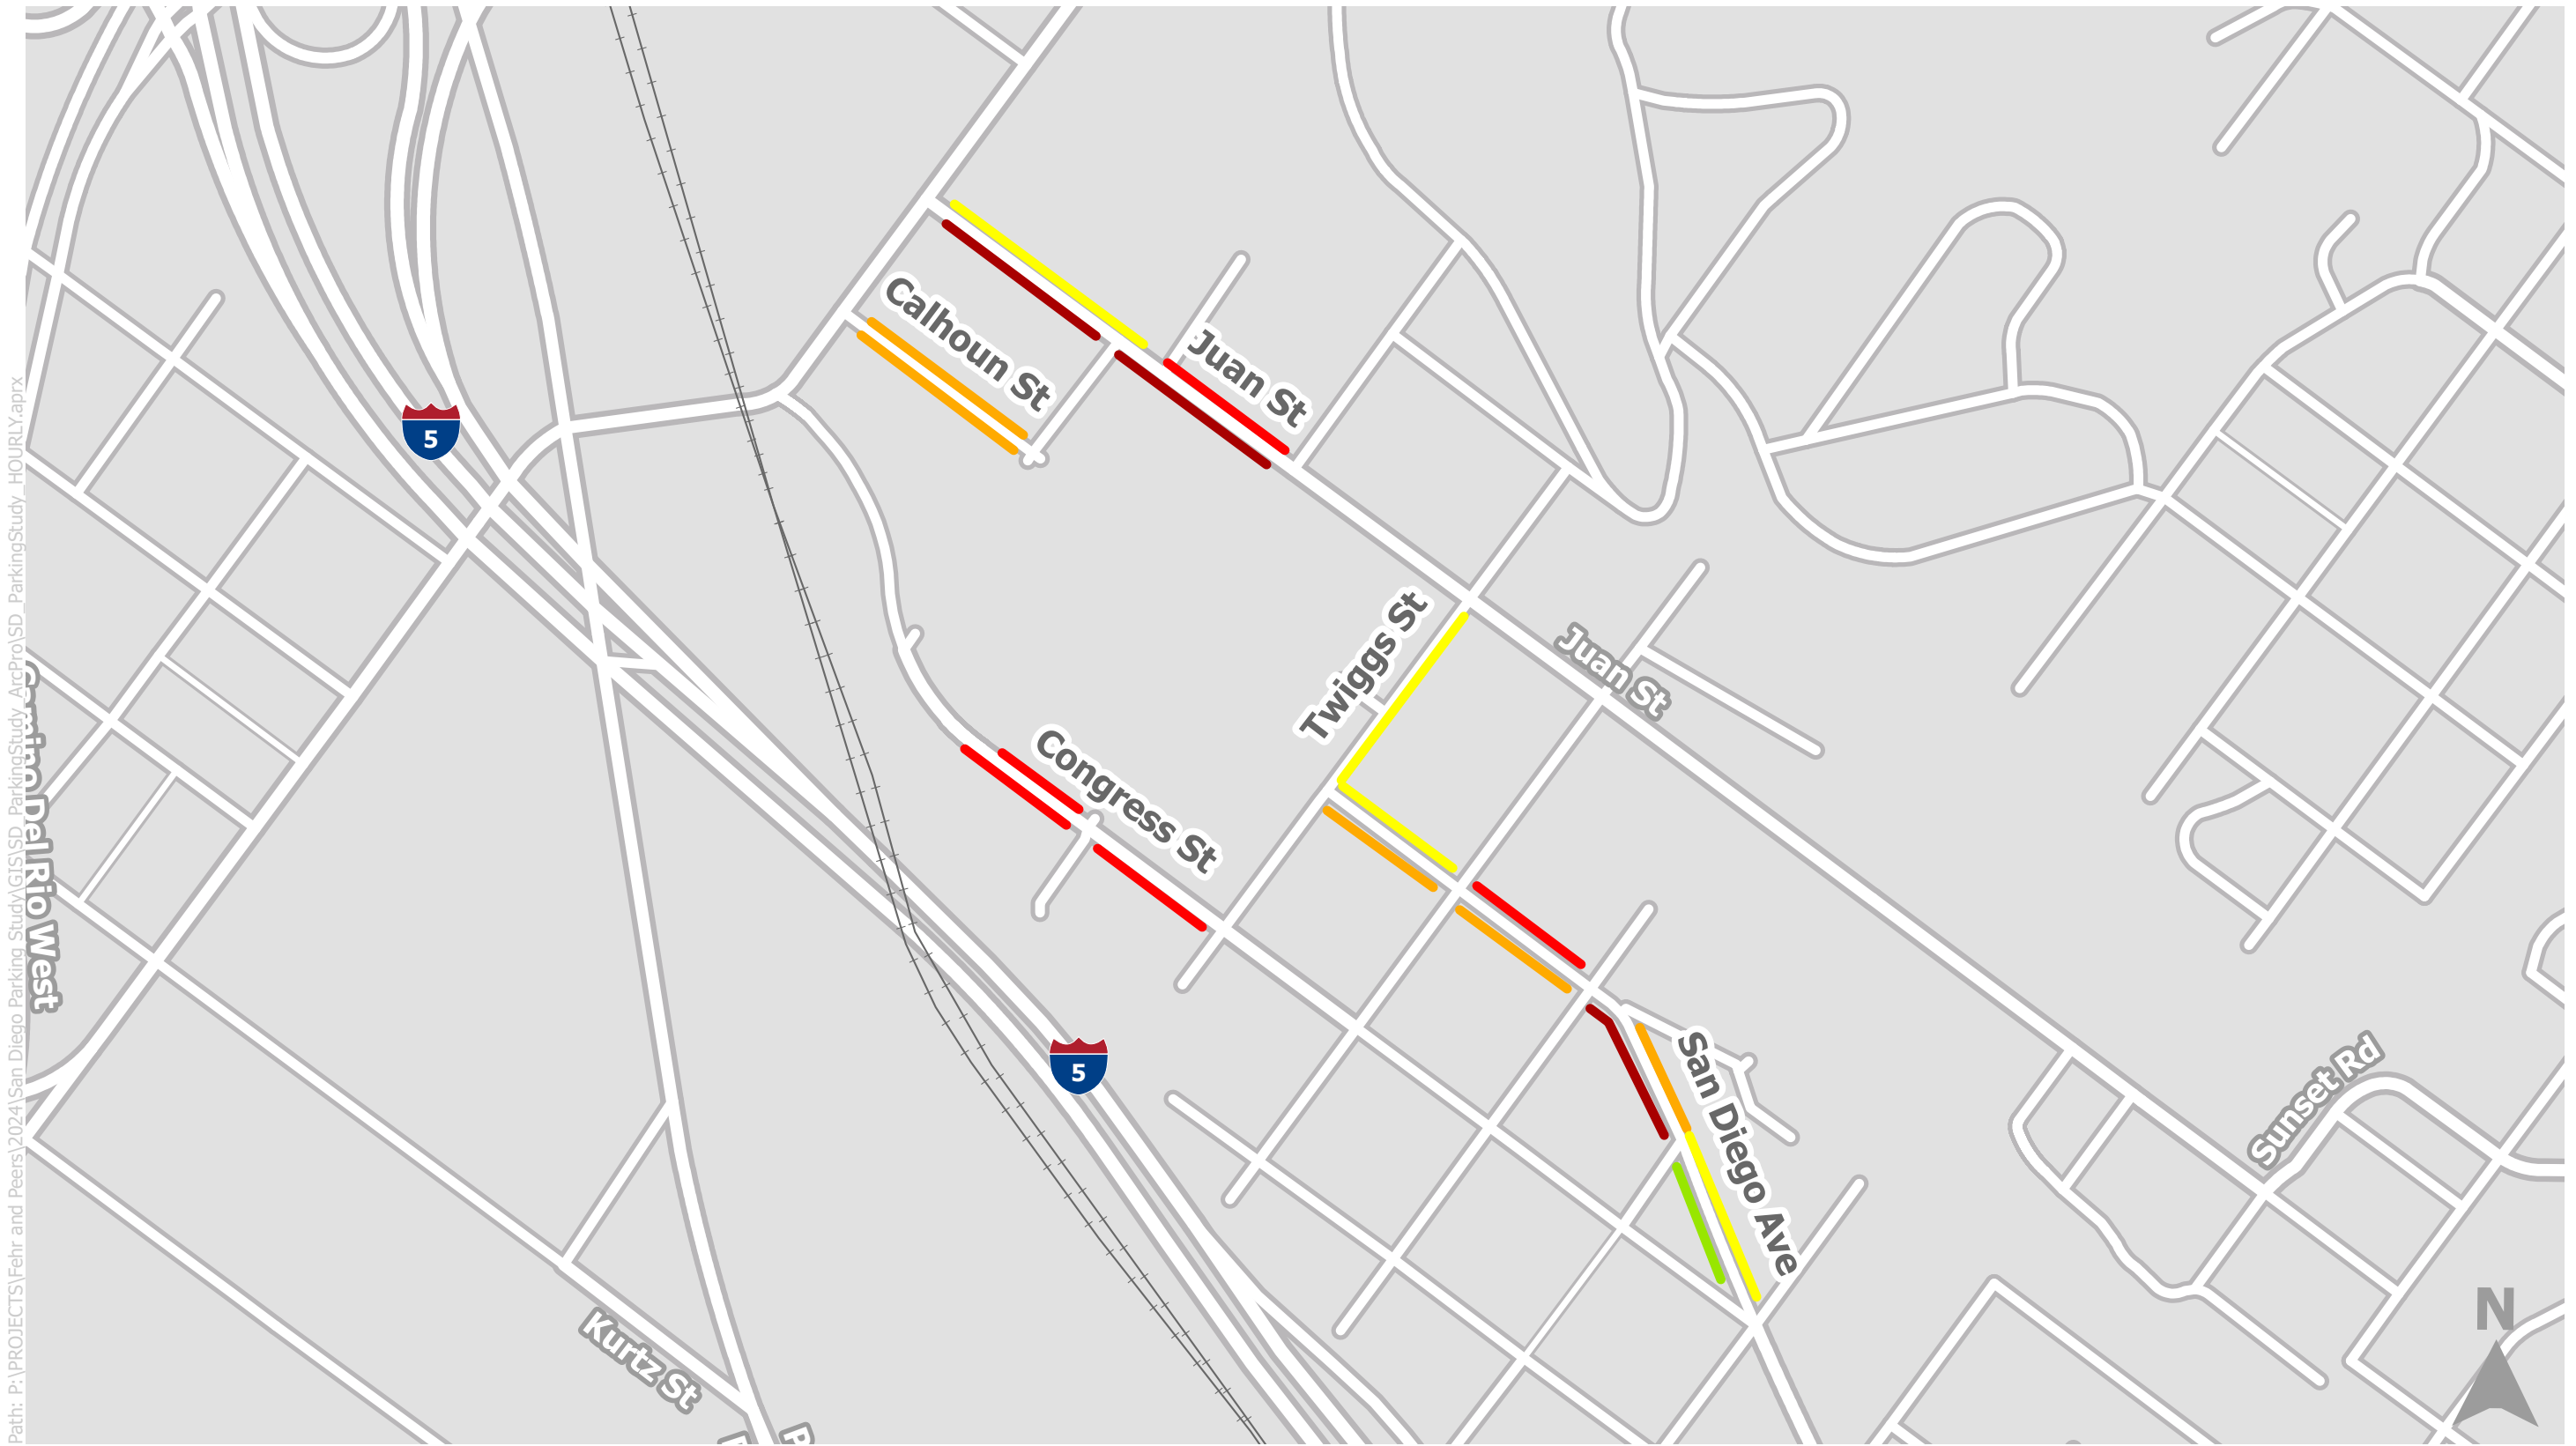 Calhoun St
Juan St
5
Twiggs St
Juan St
Congress St
Del Rio West
San Diego Ave
5
Sunset Rd
Kurtz St
N
Path: P:\PROJECTS\Fehr and Peers\2024\San Diego Parking Study\GIS\SD_ParkingStudy_ArcPro\SD_ParkingStudy_HOURLY.aprx